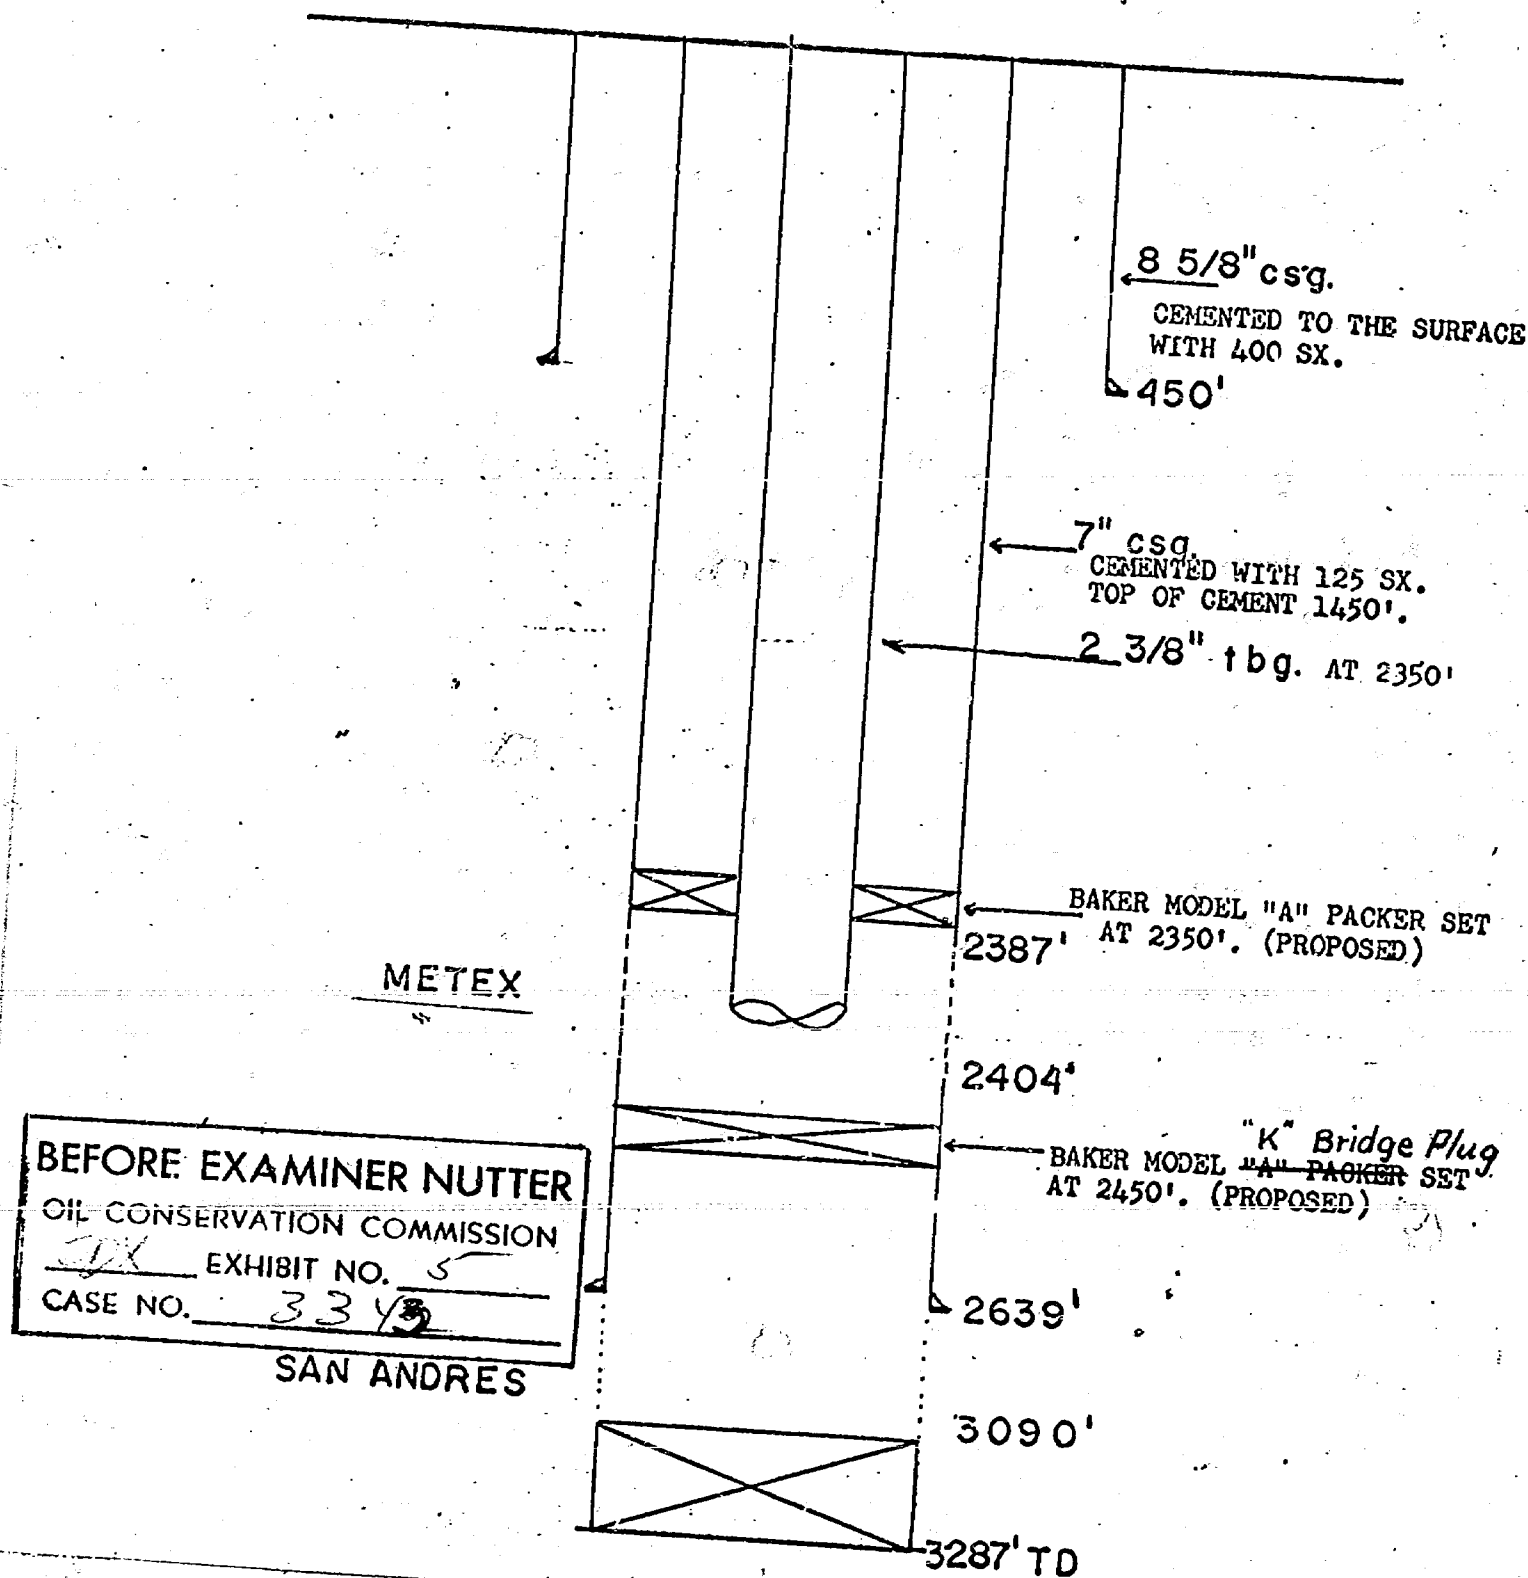 8 5/8" csg.
CEMENTED TO THE SURFACE
WITH 400 SX.
450'
7" csg.
CEMENTED WITH 125 SX.
TOP OF CEMENT 1450'.
2 3/8" tbg. AT 2350'
BAKER MODEL "A" PACKER SET
AT 2350'. (PROPOSED)
2387'
METEX
2404'
"K" Bridge Plug
BAKER MODEL "A" PACKER SET
AT 2450'. (PROPOSED)
BEFORE EXAMINER NUTTER
OIL CONSERVATION COMMISSION
EXHIBIT NO. 5
CASE NO.
2639'
SAN ANDRES
3090'
3287' TD